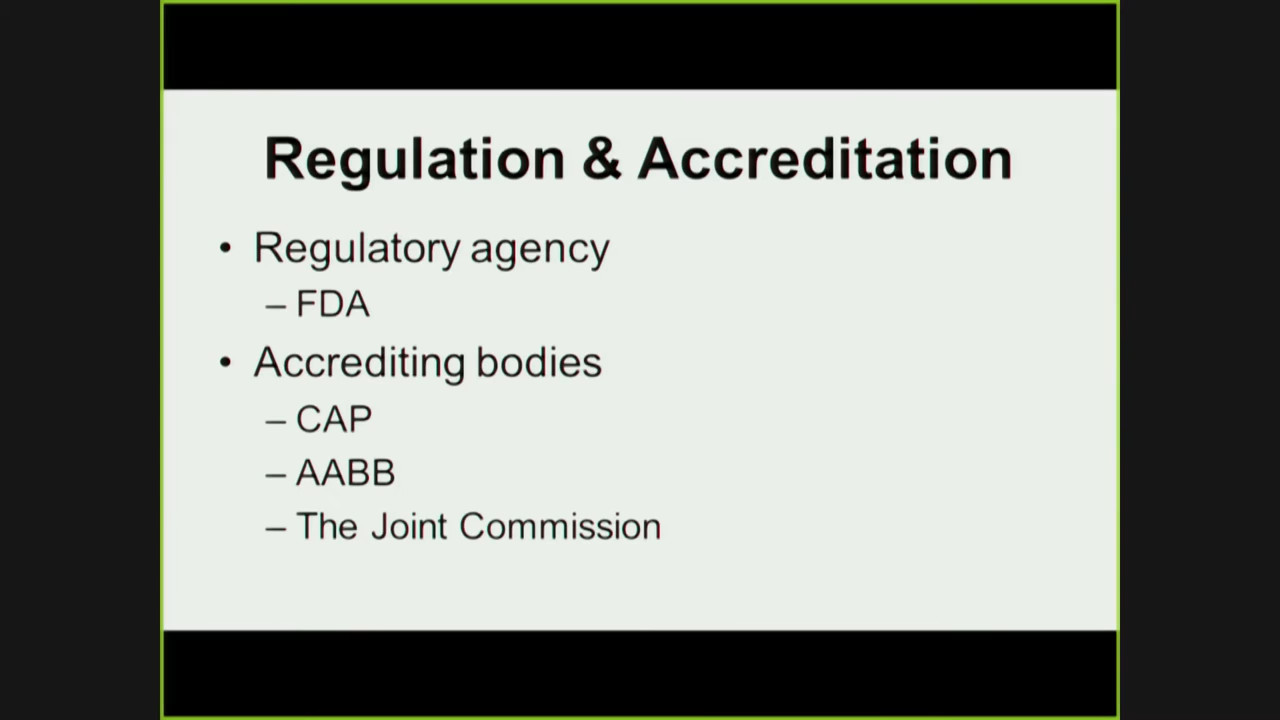 Regulation & Accreditation
• Regulatory agency
– FDA
• Accrediting bodies
– CAP
– AABB
– The Joint Commission